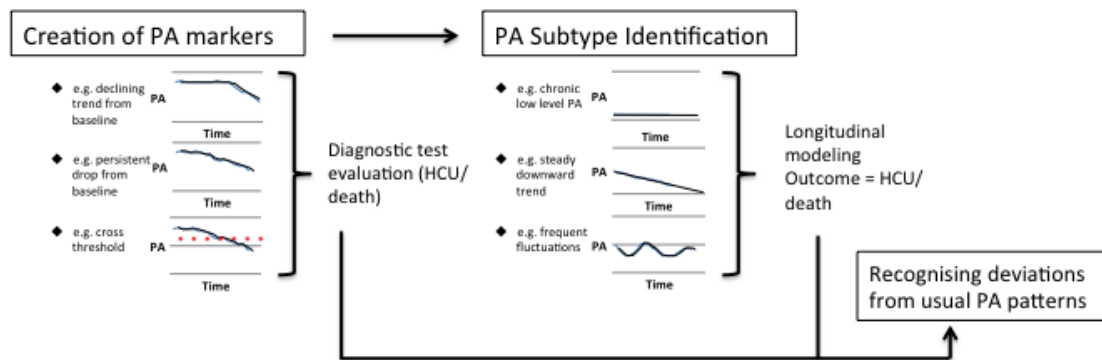 Creation of PA markers
◆ e.g. declining
trend from
baseline
PA
Time
◆ e.g. persistent
drop from
baseline
PA
Time
◆ e.g. cross
threshold
PA
Time
Diagnostic test
evaluation (HCU/
death)
PA Subtype Identification
◆ e.g. chronic
low level PA
PA
Time
◆ e.g. steady
downward
trend
PA
Time
◆ e.g. frequent
fluctuations
PA
Time
Longitudinal
modeling
Outcome = HCU/
death
Recognising deviations
from usual PA patterns